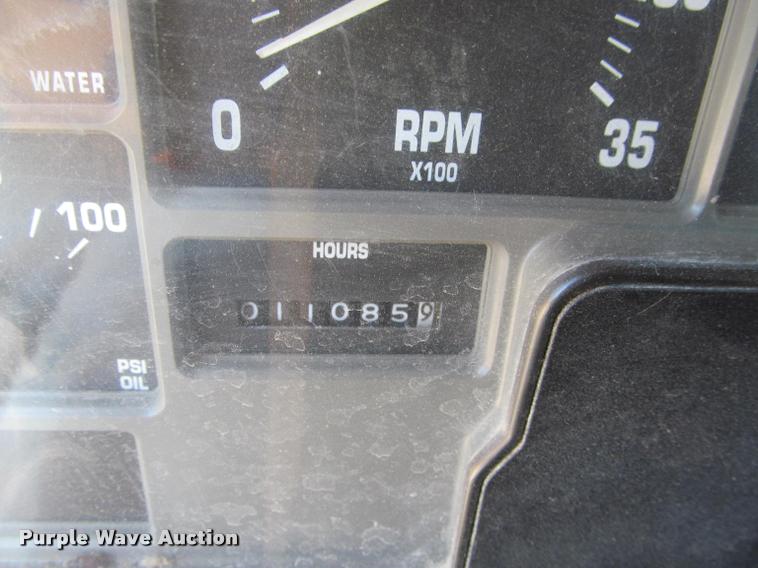 WATER
0
RPM
X100
35
100
HOURS
0110859
PSI
OIL
Purple Wave Auction